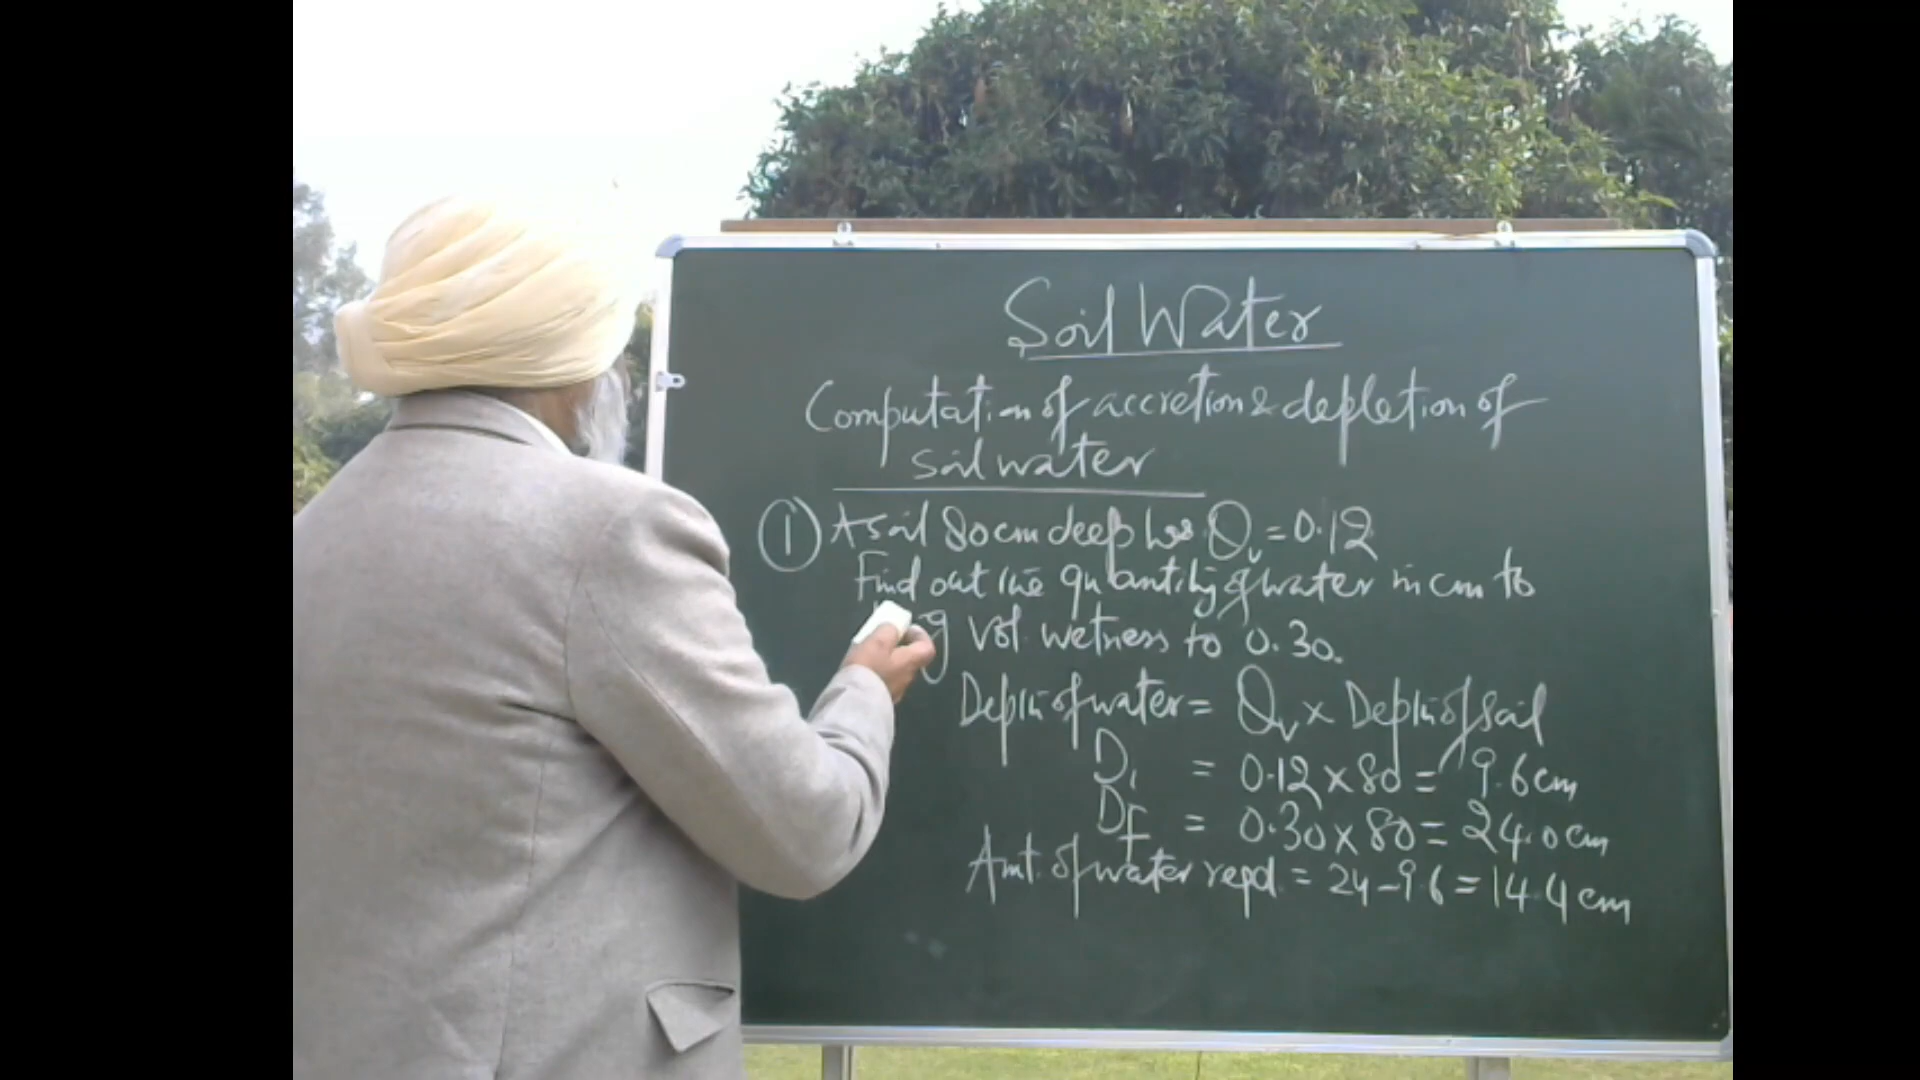 Soil Water
Computation of accretion & depletion of
soil water
① A soil 80 cm deep has Θv = 0.12
Find out the quantity of water in cm to
vol. wetness to 0.30.
Depth of water = Θv × Depth of soil
Di = 0.12 × 80 = 9.6 cm
Df = 0.30 × 80 = 24.0 cm
Amt. of water reqd = 24 - 9.6 = 14.4 cm